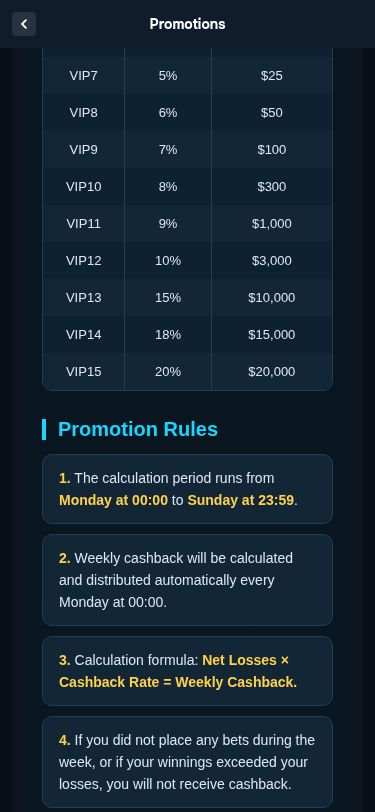 Promotions
VIP7 5% $25
VIP8 6% $50
VIP9 7% $100
VIP10 8% $300
VIP11 9% $1,000
VIP12 10% $3,000
VIP13 15% $10,000
VIP14 18% $15,000
VIP15 20% $20,000
Promotion Rules
1. The calculation period runs from
Monday at 00:00 to Sunday at 23:59.
2. Weekly cashback will be calculated
and distributed automatically every
Monday at 00:00.
3. Calculation formula: Net Losses ×
Cashback Rate = Weekly Cashback.
4. If you did not place any bets during the
week, or if your winnings exceeded your
losses, you will not receive cashback.